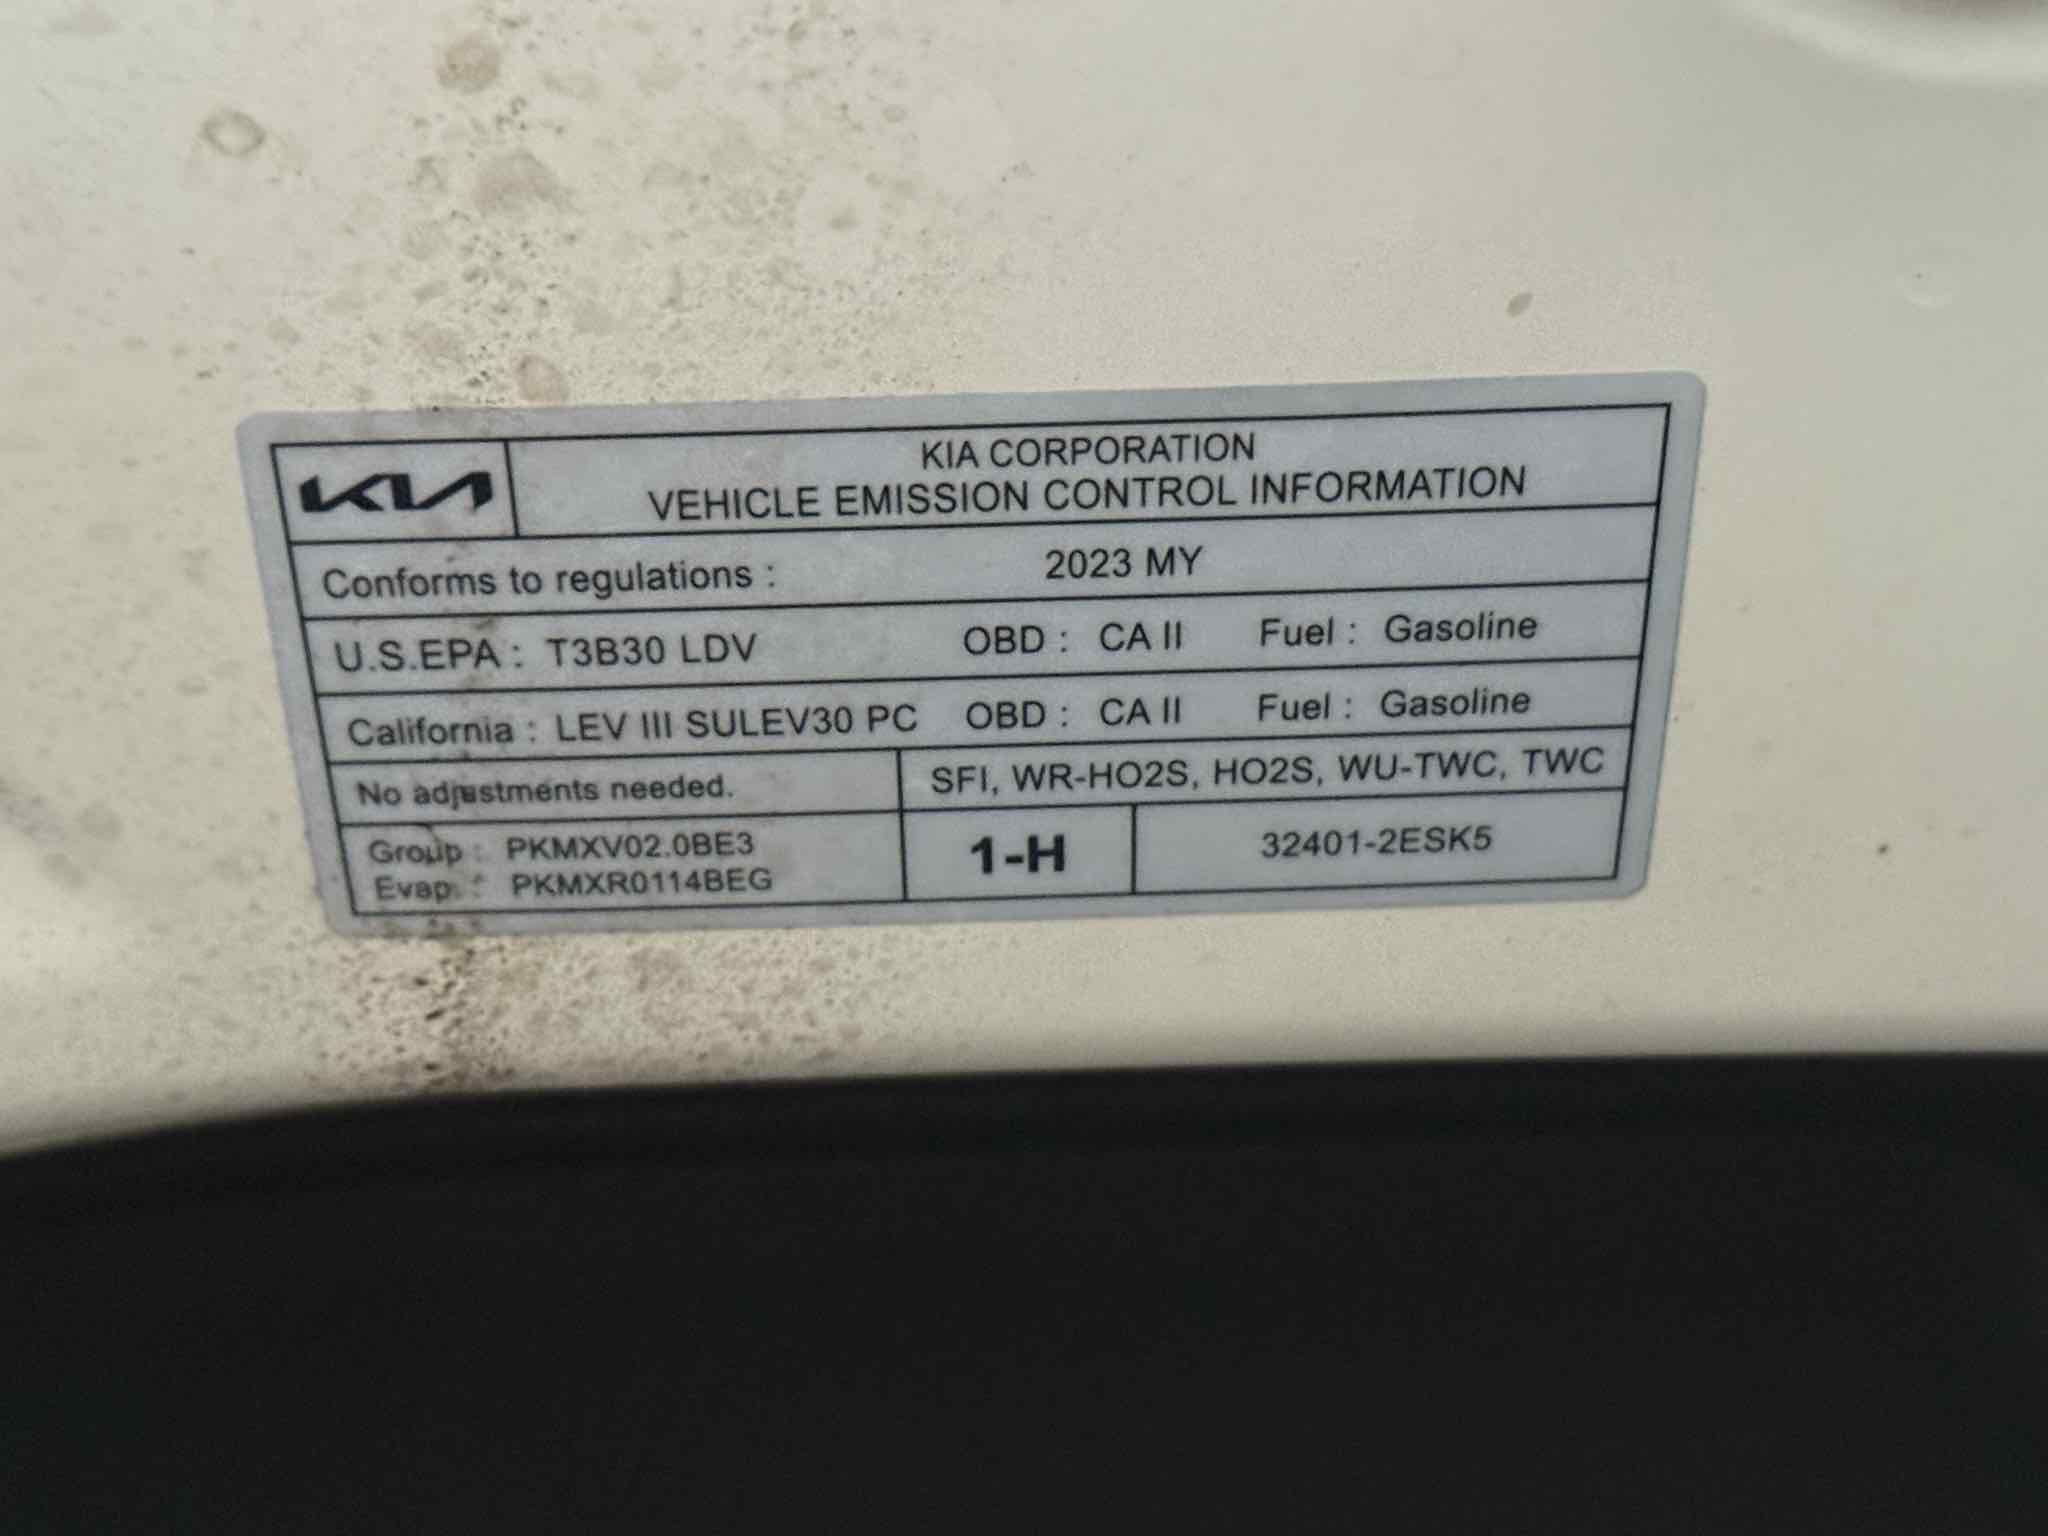 KIA
KIA CORPORATION
VEHICLE EMISSION CONTROL INFORMATION
Conforms to regulations : 2023 MY
U.S.EPA : T3B30 LDV OBD : CA II Fuel : Gasoline
California : LEV III SULEV30 PC OBD : CA II Fuel : Gasoline
No adjustments needed. SFI, WR-HO2S, HO2S, WU-TWC, TWC
Group : PKMXV02.0BE3
Evap. : PKMXR0114BEG
1-H
32401-2ESK5